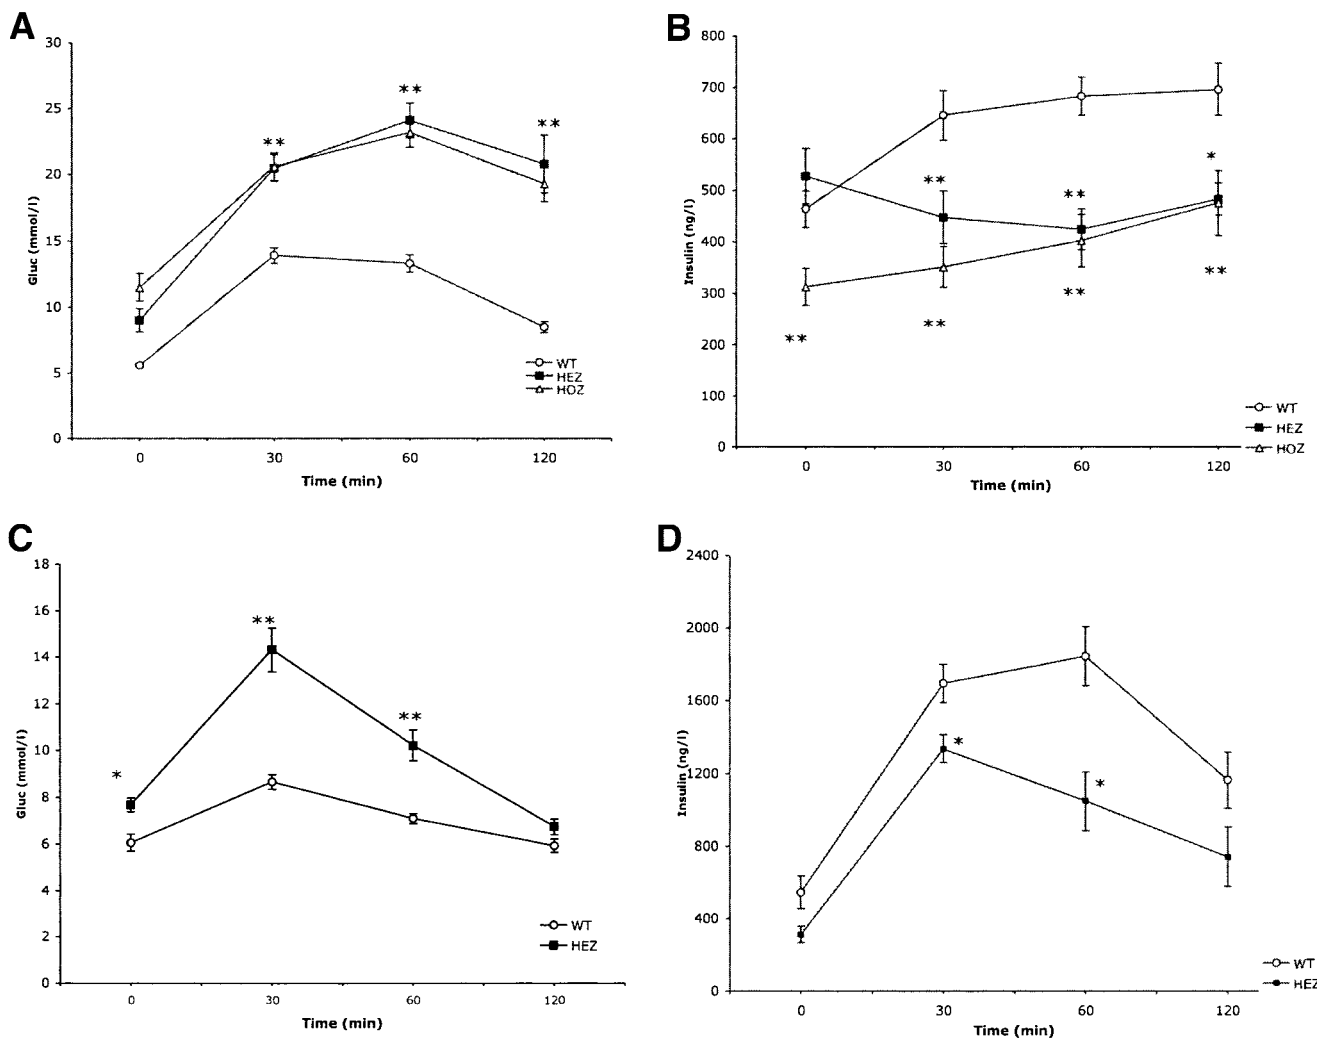 A
30
25
20
15
10
5
0
Gluc (mmol/l)
**
**
**
WT
HEZ
HOZ
0 30 60 120
Time (min)
B
800
700
600
500
400
300
200
100
0
Insulin (ng/l)
**
**
*
**
**
**
**
WT
HEZ
HOZ
0 30 60 120
Time (min)
C
18
16
14
12
10
8
6
4
2
0
Gluc (mmol/l)
*
**
**
WT
HEZ
0 30 60 120
Time (min)
D
2400
2000
1600
1200
800
400
0
Insulin (ng/l)
*
*
WT
HEZ
0 30 60 120
Time (min)